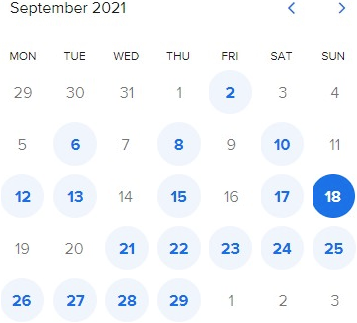 September 2021
MON TUE WED THU FRI SAT SUN
29 30 31 1 2 3 4
5 6 7 8 9 10 11
12 13 14 15 16 17 18
19 20 21 22 23 24 25
26 27 28 29 1 2 3